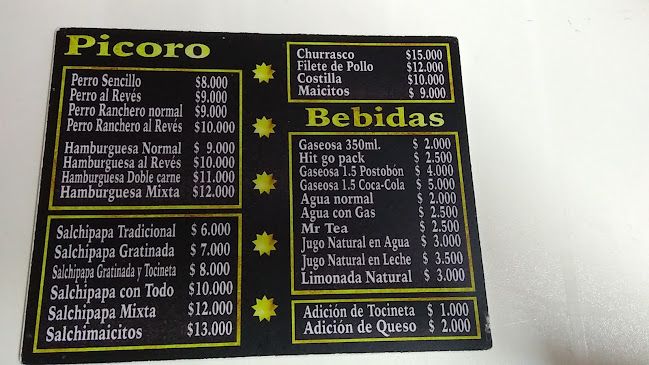 Picoro
Perro Sencillo $8.000
Perro al Revés $9.000
Perro Ranchero normal $9.000
Perro Ranchero al Revés $10.000
Hamburguesa Normal $ 9.000
Hamburguesa al Revés $10.000
Hamburguesa Doble carne $11.000
Hamburguesa Mixta $12.000
Salchipapa Tradicional $ 6.000
Salchipapa Gratinada $ 7.000
Salchipapa Gratinada y Tocineta $ 8.000
Salchipapa con Todo $10.000
Salchipapa Mixta $12.000
Salchimaicitos $13.000
Churrasco $15.000
Filete de Pollo $12.000
Costilla $10.000
Maicitos $ 9.000
Bebidas
Gaseosa 350ml. $ 2.000
Hit go pack $ 2.500
Gaseosa 1.5 Postobón $ 4.000
Gaseosa 1.5 Coca-Cola $ 5.000
Agua normal $ 2.000
Agua con Gas $ 2.500
Mr Tea $ 2.500
Jugo Natural en Agua $ 3.000
Jugo Natural en Leche $ 3.500
Limonada Natural $ 3.000
Adición de Tocineta $ 1.000
Adición de Queso $ 2.000